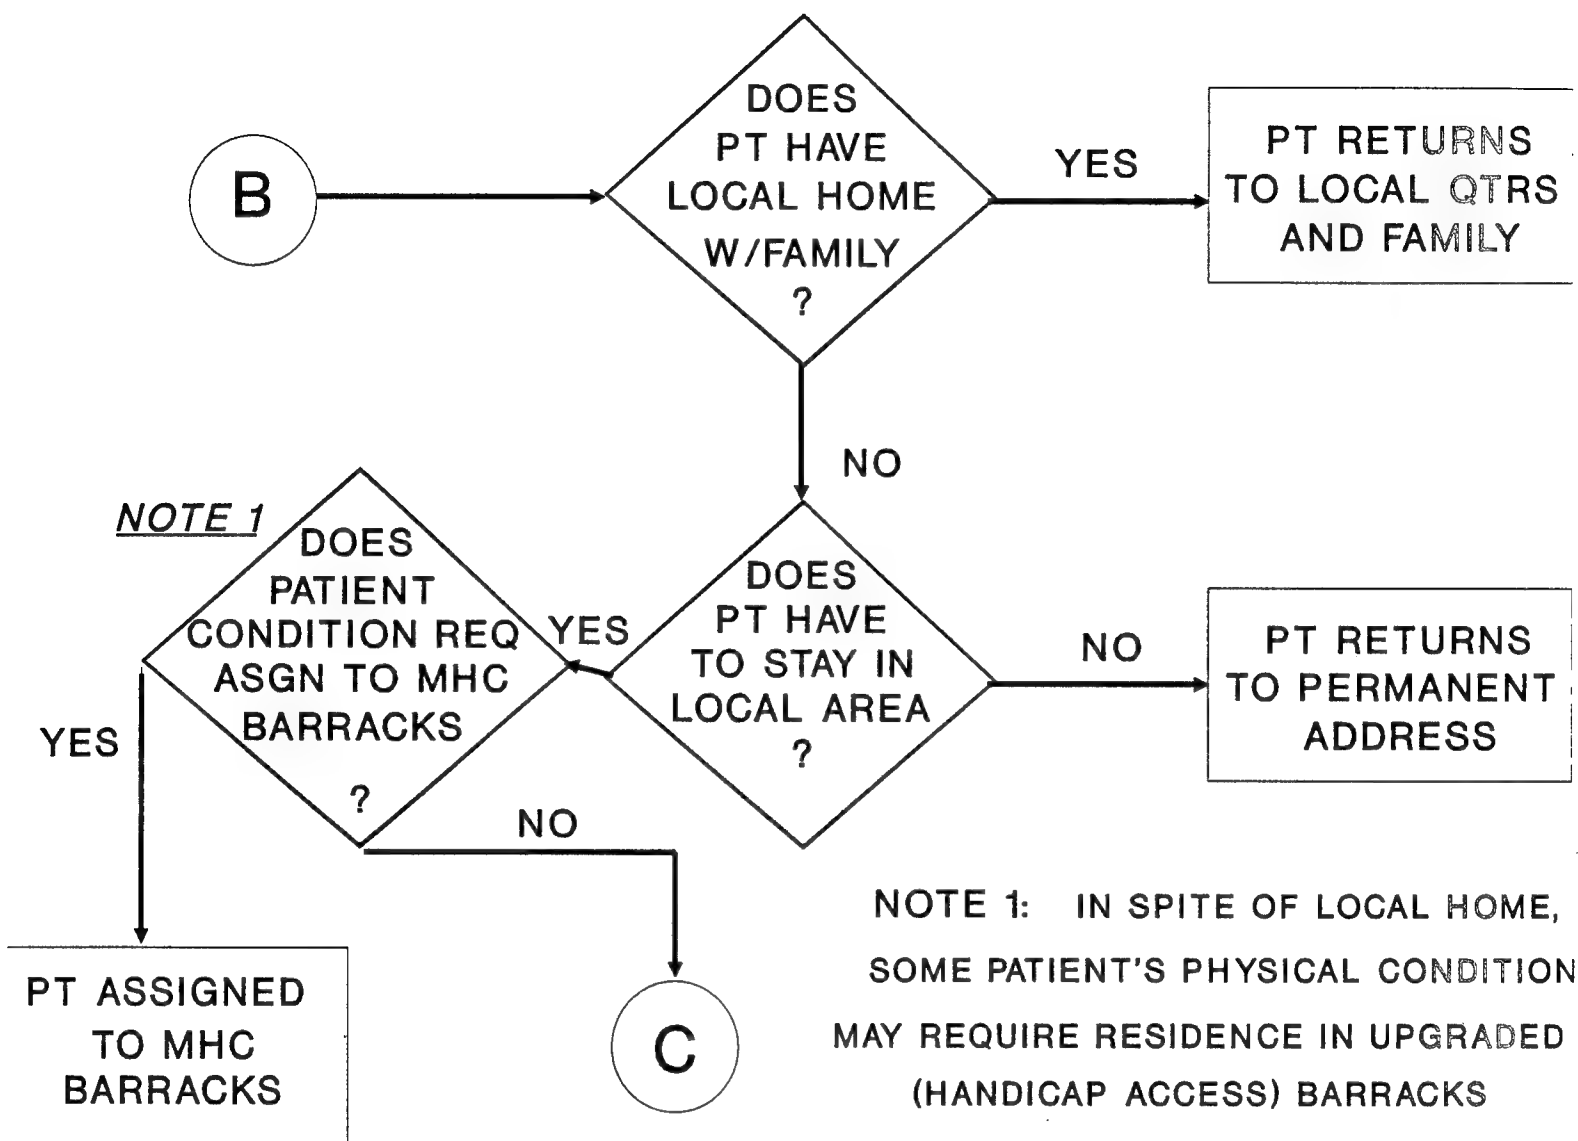 B
DOES
PT HAVE
LOCAL HOME
W/FAMILY
?
YES
PT RETURNS
TO LOCAL QTRS
AND FAMILY
NO
NOTE 1
DOES
PATIENT
CONDITION REQ
ASGN TO MHC
BARRACKS
?
YES
DOES
PT HAVE
TO STAY IN
LOCAL AREA
?
NO
PT RETURNS
TO PERMANENT
ADDRESS
YES
NO
PT ASSIGNED
TO MHC
BARRACKS
C
NOTE 1: IN SPITE OF LOCAL HOME,
SOME PATIENT'S PHYSICAL CONDITION
MAY REQUIRE RESIDENCE IN UPGRADED
(HANDICAP ACCESS) BARRACKS